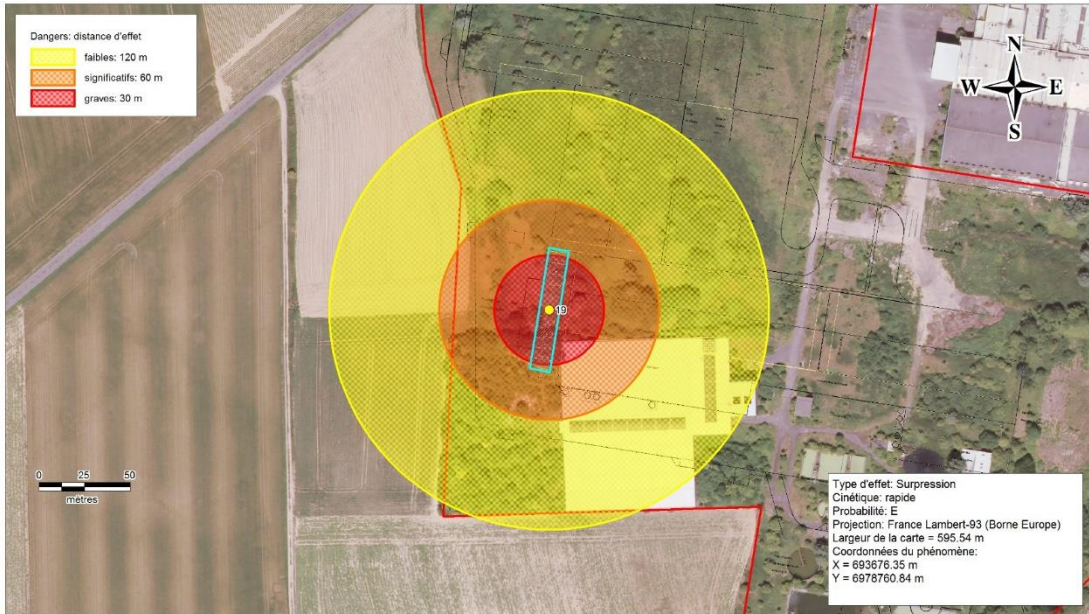 Dangers: distance d'effet
faibles: 120 m
significatifs: 60 m
graves: 30 m
N
W E
S
19
0 25 50
mètres
Type d'effet: Surpression
Cinétique: rapide
Probabilité: E
Projection: France Lambert-93 (Borne Europe)
Largeur de la carte = 595.54 m
Coordonnées du phénomène:
X = 693676.35 m
Y = 6978760.84 m